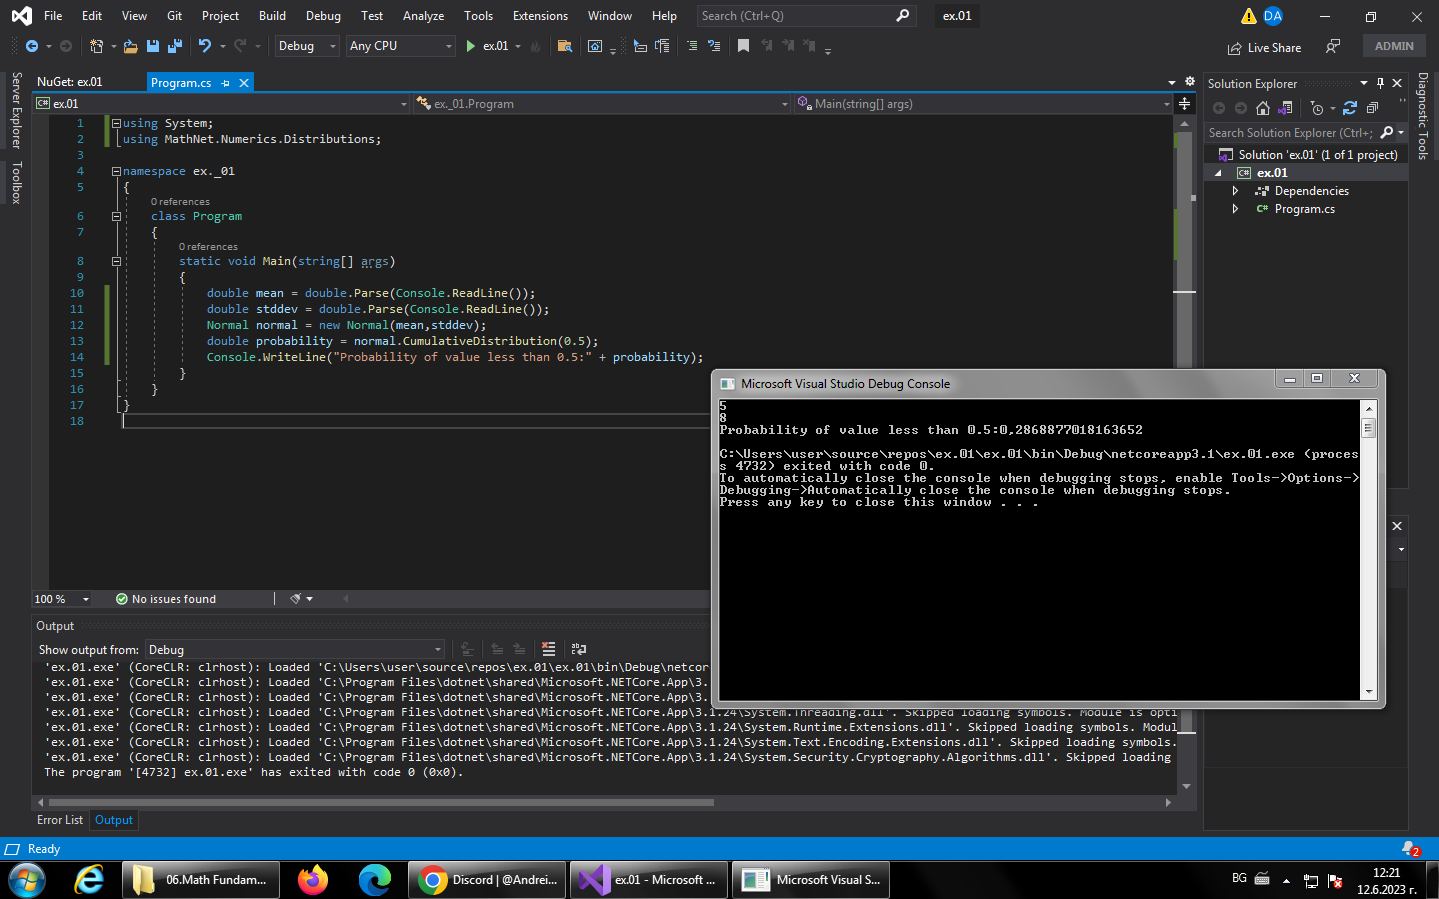 File Edit View Git Project Build Debug Test Analyze Tools Extensions Window Help Search (Ctrl+Q) ex.01 DA
Debug Any CPU ex.01 Live Share ADMIN
Server Explorer
Toolbox
NuGet: ex.01 Program.cs
C# ex.01 ex._01.Program Main(string[] args)
1 using System;
2 using MathNet.Numerics.Distributions;
3
4 namespace ex._01
5 {
0 references
6 class Program
7 {
0 references
8 static void Main(string[] args)
9 {
10 double mean = double.Parse(Console.ReadLine());
11 double stddev = double.Parse(Console.ReadLine());
12 Normal normal = new Normal(mean,stddev);
13 double probability = normal.CumulativeDistribution(0.5);
14 Console.WriteLine("Probability of value less than 0.5:" + probability);
15 }
16 }
17 }
18
100 % No issues found
Solution Explorer
Search Solution Explorer (Ctrl+;
Solution 'ex.01' (1 of 1 project)
C# ex.01
Dependencies
C# Program.cs
Diagnostic Tools
Microsoft Visual Studio Debug Console
5
8
Probability of value less than 0.5:0,2868877018163652
C:\Users\user\source\repos\ex.01\ex.01\bin\Debug\netcoreapp3.1\ex.01.exe (proces
s 4732) exited with code 0.
To automatically close the console when debugging stops, enable Tools->Options->
Debugging->Automatically close the console when debugging stops.
Press any key to close this window . . .
Output
Show output from: Debug
'ex.01.exe' (CoreCLR: clrhost): Loaded 'C:\Users\user\source\repos\ex.01\ex.01\bin\Debug\netcor
'ex.01.exe' (CoreCLR: clrhost): Loaded 'C:\Program Files\dotnet\shared\Microsoft.NETCore.App\3.
'ex.01.exe' (CoreCLR: clrhost): Loaded 'C:\Program Files\dotnet\shared\Microsoft.NETCore.App\3.1
'ex.01.exe' (CoreCLR: clrhost): Loaded 'C:\Program Files\dotnet\shared\Microsoft.NETCore.App\3.1.24\System.Threading.dll'. Skipped loading symbols. Module is opti
'ex.01.exe' (CoreCLR: clrhost): Loaded 'C:\Program Files\dotnet\shared\Microsoft.NETCore.App\3.1.24\System.Runtime.Extensions.dll'. Skipped loading symbols. Modul
'ex.01.exe' (CoreCLR: clrhost): Loaded 'C:\Program Files\dotnet\shared\Microsoft.NETCore.App\3.1.24\System.Text.Encoding.Extensions.dll'. Skipped loading symbols.
'ex.01.exe' (CoreCLR: clrhost): Loaded 'C:\Program Files\dotnet\shared\Microsoft.NETCore.App\3.1.24\System.Security.Cryptography.Algorithms.dll'. Skipped loading
The program '[4732] ex.01.exe' has exited with code 0 (0x0).
Error List Output
Ready 2
06.Math Fundam... Discord | @Andrei... ex.01 - Microsoft ... Microsoft Visual S... BG 12:21
12.6.2023 г.